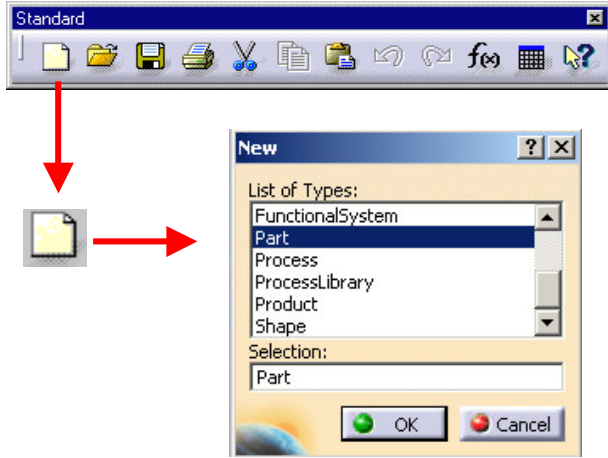 Standard
f(x)
New
List of Types:
FunctionalSystem
Part
Process
ProcessLibrary
Product
Shape
Selection:
Part
OK Cancel